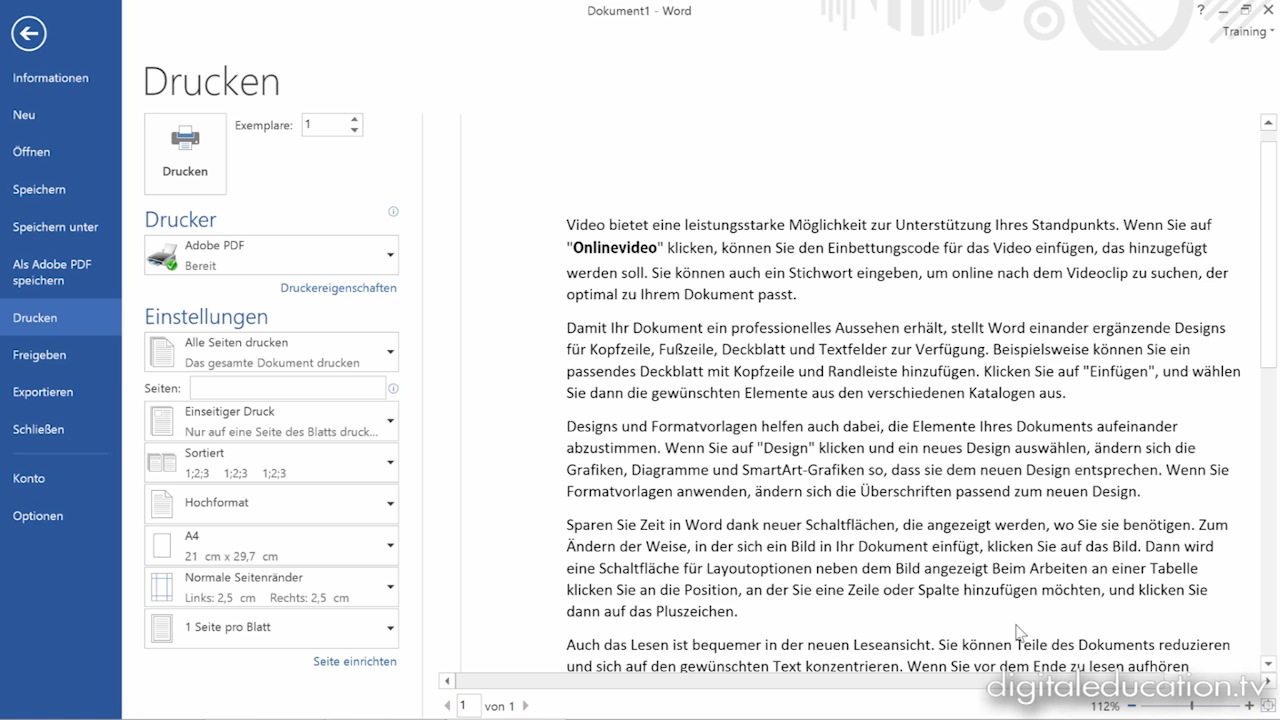 Dokument1 - Word
?
Training
Informationen
Neu
Öffnen
Speichern
Speichern unter
Als Adobe PDF
speichern
Drucken
Freigeben
Exportieren
Schließen
Konto
Optionen
Drucken
Drucken
Exemplare: 1
Drucker
Adobe PDF
Bereit
Druckereigenschaften
Einstellungen
Alle Seiten drucken
Das gesamte Dokument drucken
Seiten:
Einseitiger Druck
Nur auf eine Seite des Blatts druck...
Sortiert
1;2;3 1;2;3 1;2;3
Hochformat
A4
21 cm x 29,7 cm
Normale Seitenränder
Links: 2,5 cm Rechts: 2,5 cm
1 Seite pro Blatt
Seite einrichten
Video bietet eine leistungsstarke Möglichkeit zur Unterstützung Ihres Standpunkts. Wenn Sie auf
"Onlinevideo" klicken, können Sie den Einbettungscode für das Video einfügen, das hinzugefügt
werden soll. Sie können auch ein Stichwort eingeben, um online nach dem Videoclip zu suchen, der
optimal zu Ihrem Dokument passt.
Damit Ihr Dokument ein professionelles Aussehen erhält, stellt Word einander ergänzende Designs
für Kopfzeile, Fußzeile, Deckblatt und Textfelder zur Verfügung. Beispielsweise können Sie ein
passendes Deckblatt mit Kopfzeile und Randleiste hinzufügen. Klicken Sie auf "Einfügen", und wählen
Sie dann die gewünschten Elemente aus den verschiedenen Katalogen aus.
Designs und Formatvorlagen helfen auch dabei, die Elemente Ihres Dokuments aufeinander
abzustimmen. Wenn Sie auf "Design" klicken und ein neues Design auswählen, ändern sich die
Grafiken, Diagramme und SmartArt-Grafiken so, dass sie dem neuen Design entsprechen. Wenn Sie
Formatvorlagen anwenden, ändern sich die Überschriften passend zum neuen Design.
Sparen Sie Zeit in Word dank neuer Schaltflächen, die angezeigt werden, wo Sie sie benötigen. Zum
Ändern der Weise, in der sich ein Bild in Ihr Dokument einfügt, klicken Sie auf das Bild. Dann wird
eine Schaltfläche für Layoutoptionen neben dem Bild angezeigt Beim Arbeiten an einer Tabelle
klicken Sie an die Position, an der Sie eine Zeile oder Spalte hinzufügen möchten, und klicken Sie
dann auf das Pluszeichen.
Auch das Lesen ist bequemer in der neuen Leseansicht. Sie können Teile des Dokuments reduzieren
und sich auf den gewünschten Text konzentrieren. Wenn Sie vor dem Ende zu lesen aufhören
digitaleducation.tv
1 von 1
112%